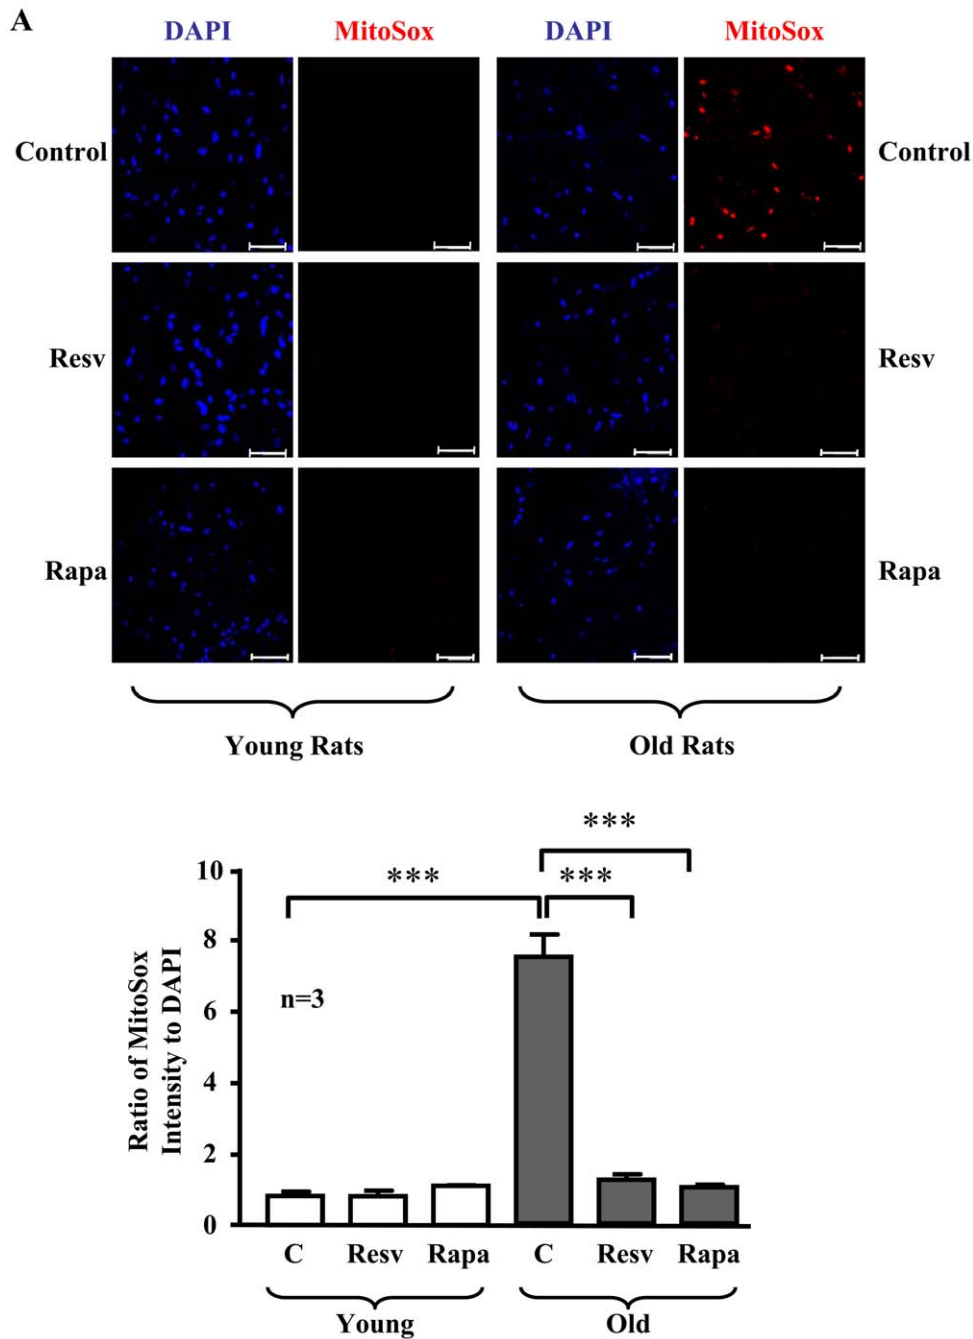 A
DAPI MitoSox DAPI MitoSox
Control Control
Resv Resv
Rapa Rapa
Young Rats Old Rats
***
*** ***
10
8
6
4
2
0
Ratio of MitoSox
Intensity to DAPI
n=3
C Resv Rapa C Resv Rapa
Young Old